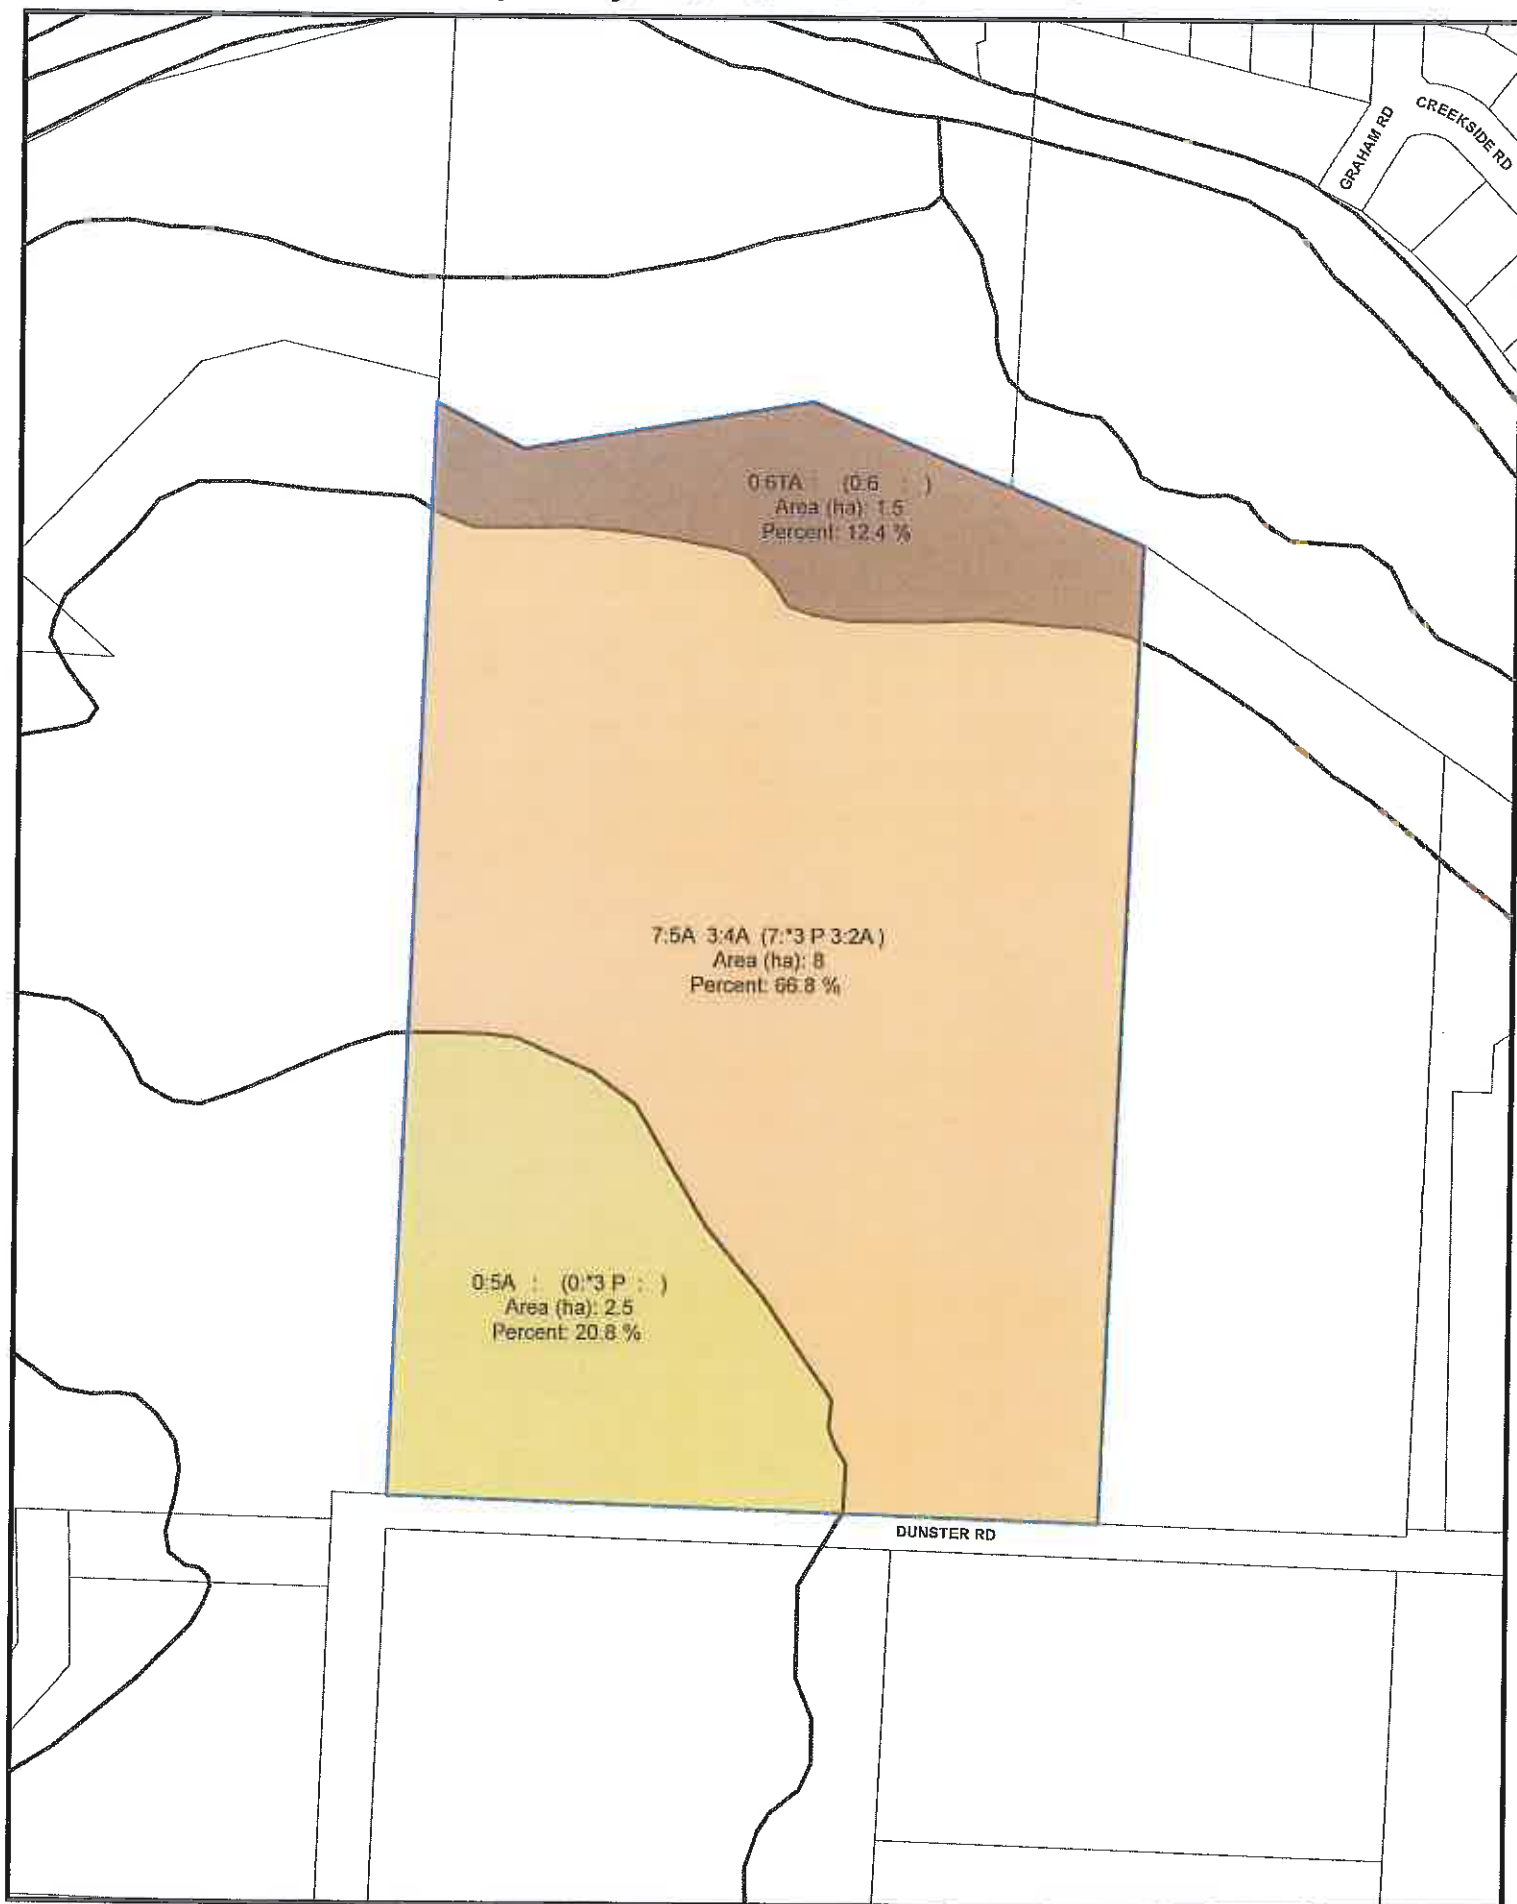 GRAHAM RD
CREEKSIDE RD
0:6TA : (0:6 : )
Area (ha): 1.5
Percent: 12.4 %
7:5A 3:4A (7:*3 P 3:2A )
Area (ha): 8
Percent: 66.8 %
0:5A : (0:*3 P : )
Area (ha): 2.5
Percent: 20.8 %
DUNSTER RD